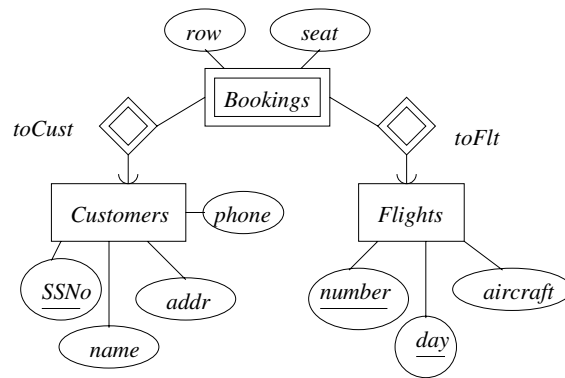 row
seat
Bookings
toCust
toFlt
Customers
phone
Flights
SSNo
addr
number
aircraft
name
day